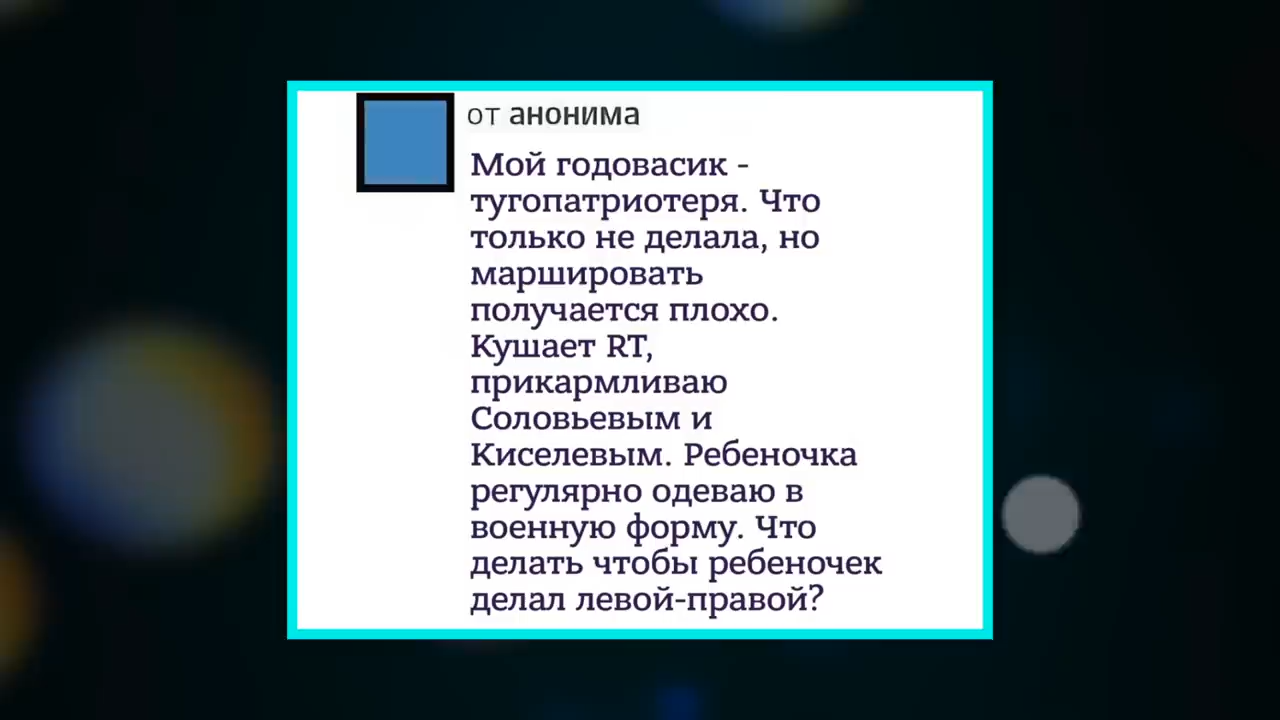 от анонима
Мой годовасик -
тугопатриотеря. Что
только не делала, но
маршировать
получается плохо.
Кушает RT,
прикармливаю
Соловьевым и
Киселевым. Ребеночка
регулярно одеваю в
военную форму. Что
делать чтобы ребеночек
делал левой-правой?